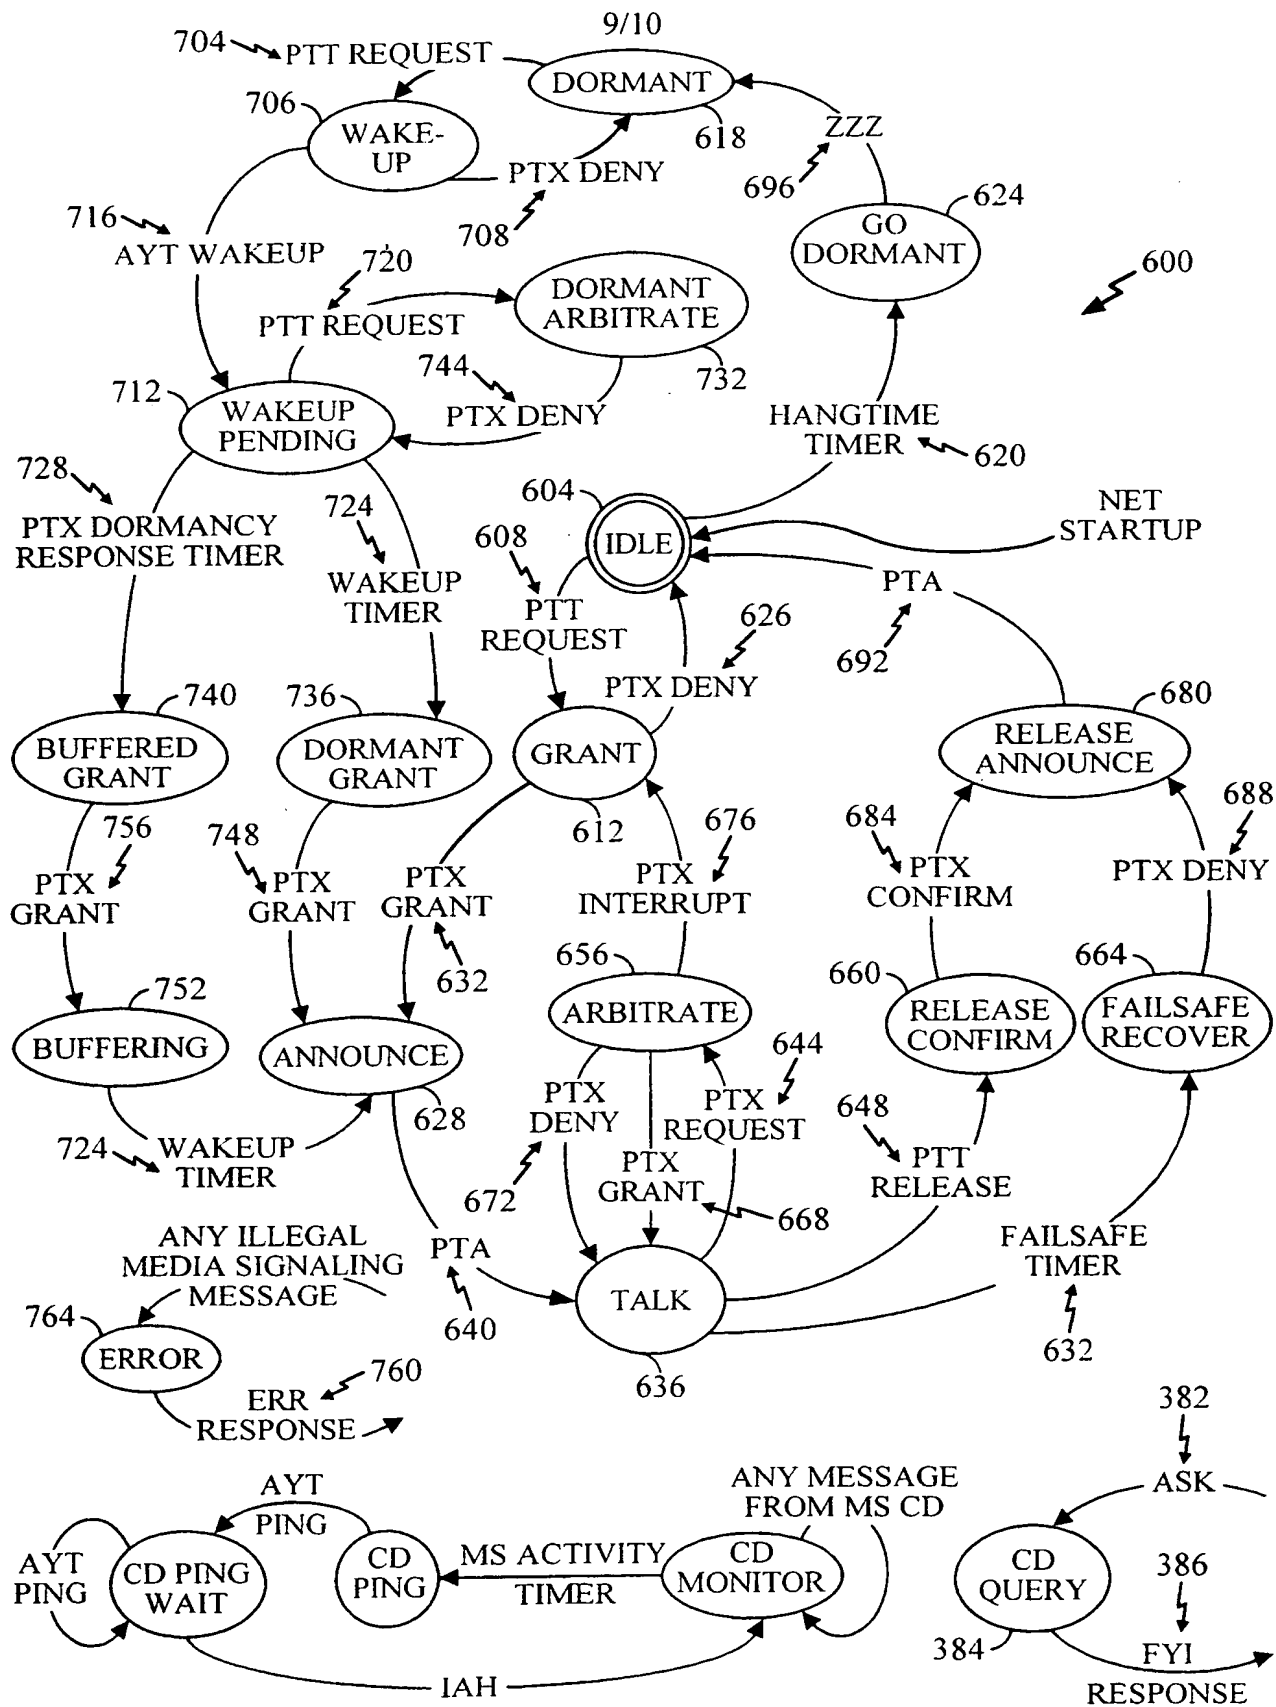 9/10
704
PTT REQUEST
DORMANT
618
706
WAKE-
UP
PTX DENY
708
ZZZ
696
GO
DORMANT
624
600
716
AYT WAKEUP
720
PTT REQUEST
DORMANT
ARBITRATE
732
744
PTX DENY
712
WAKEUP
PENDING
HANGTIME
TIMER
620
728
PTX DORMANCY
RESPONSE TIMER
724
WAKEUP
TIMER
604
IDLE
NET
STARTUP
608
PTT
REQUEST
PTA
692
626
PTX DENY
740
BUFFERED
GRANT
736
DORMANT
GRANT
GRANT
612
680
RELEASE
ANNOUNCE
756
PTX
GRANT
748
PTX
GRANT
PTX
GRANT
632
676
PTX
INTERRUPT
684
PTX
CONFIRM
688
PTX DENY
752
BUFFERING
ANNOUNCE
628
656
ARBITRATE
660
RELEASE
CONFIRM
664
FAILSAFE
RECOVER
PTX
DENY
672
PTX
GRANT
668
644
PTX
REQUEST
648
PTT
RELEASE
724
WAKEUP
TIMER
PTA
640
TALK
636
FAILSAFE
TIMER
632
ANY ILLEGAL
MEDIA SIGNALING
MESSAGE
764
ERROR
760
ERR
RESPONSE
382
ASK
CD
QUERY
384
386
FYI
RESPONSE
AYT
PING
AYT
PING
CD PING
WAIT
CD
PING
MS ACTIVITY
TIMER
CD
MONITOR
ANY MESSAGE
FROM MS CD
IAH